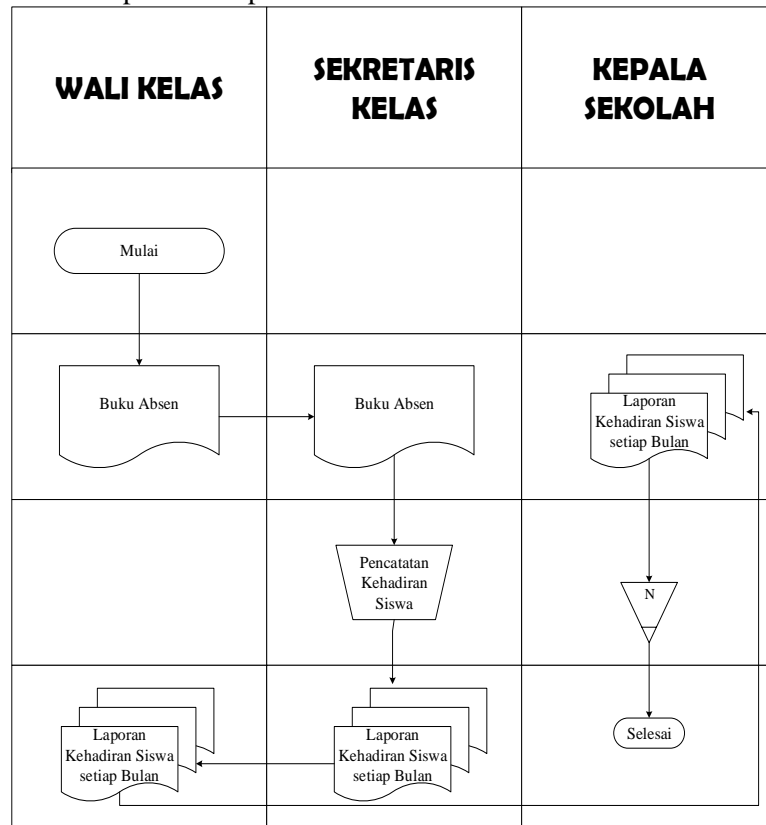 WALI KELAS
SEKRETARIS
KELAS
KEPALA
SEKOLAH
Mulai
Buku Absen
Buku Absen
Laporan
Kehadiran Siswa
setiap Bulan
Pencatatan
Kehadiran
Siswa
N
Laporan
Kehadiran Siswa
setiap Bulan
Laporan
Kehadiran Siswa
setiap Bulan
Selesai